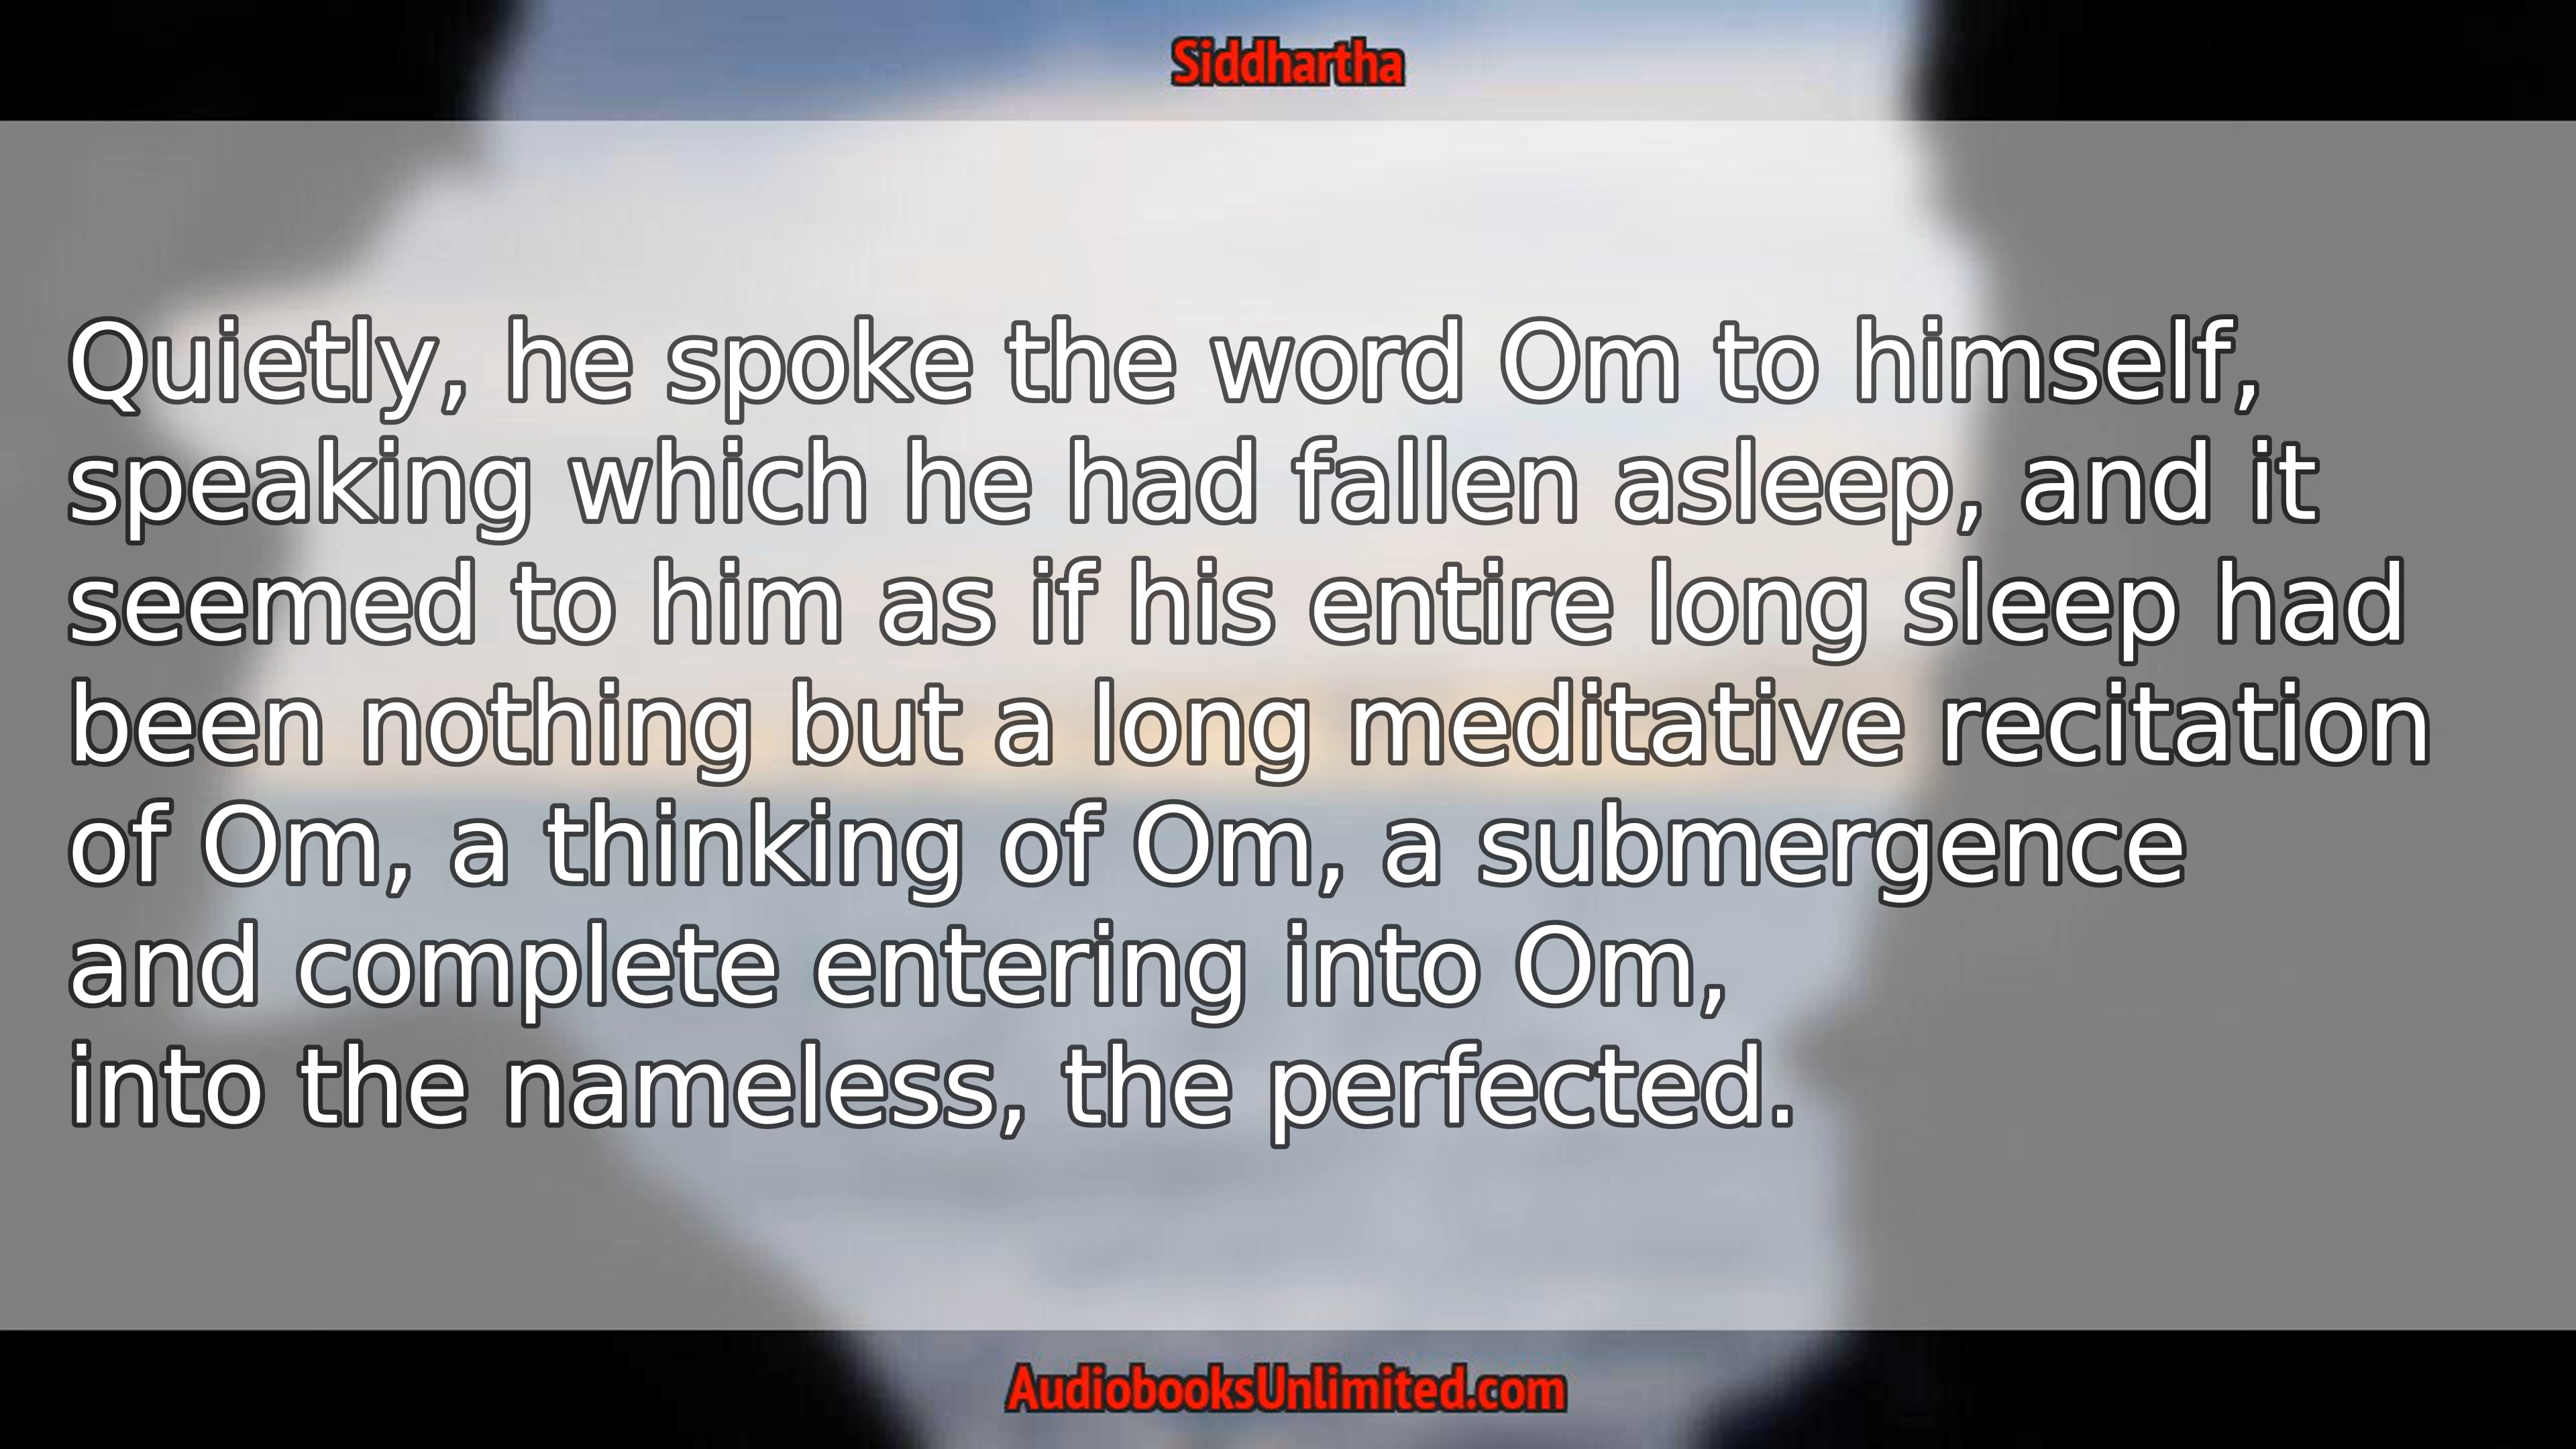 Siddhartha
Quietly, he spoke the word Om to himself,
speaking which he had fallen asleep, and it
seemed to him as if his entire long sleep had
been nothing but a long meditative recitation
of Om, a thinking of Om, a submergence
and complete entering into Om,
into the nameless, the perfected.
AudiobooksUnlimited.com